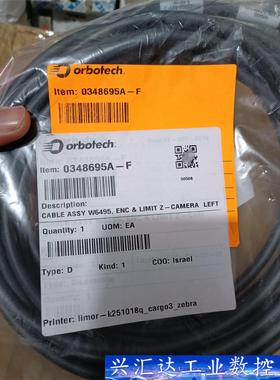 orbotech
Item: 0348695A-F
orbotech
Item: 0348695A-F
Description:
CABLE ASSY W6495, ENC & LIMIT Z-CAMERA LEFT
Quantity: 1 UOM: EA
Type: D Kind: 1 COO: Israel
Printer: limor-k251018q_cargo3_zebra
兴汇达工业数控